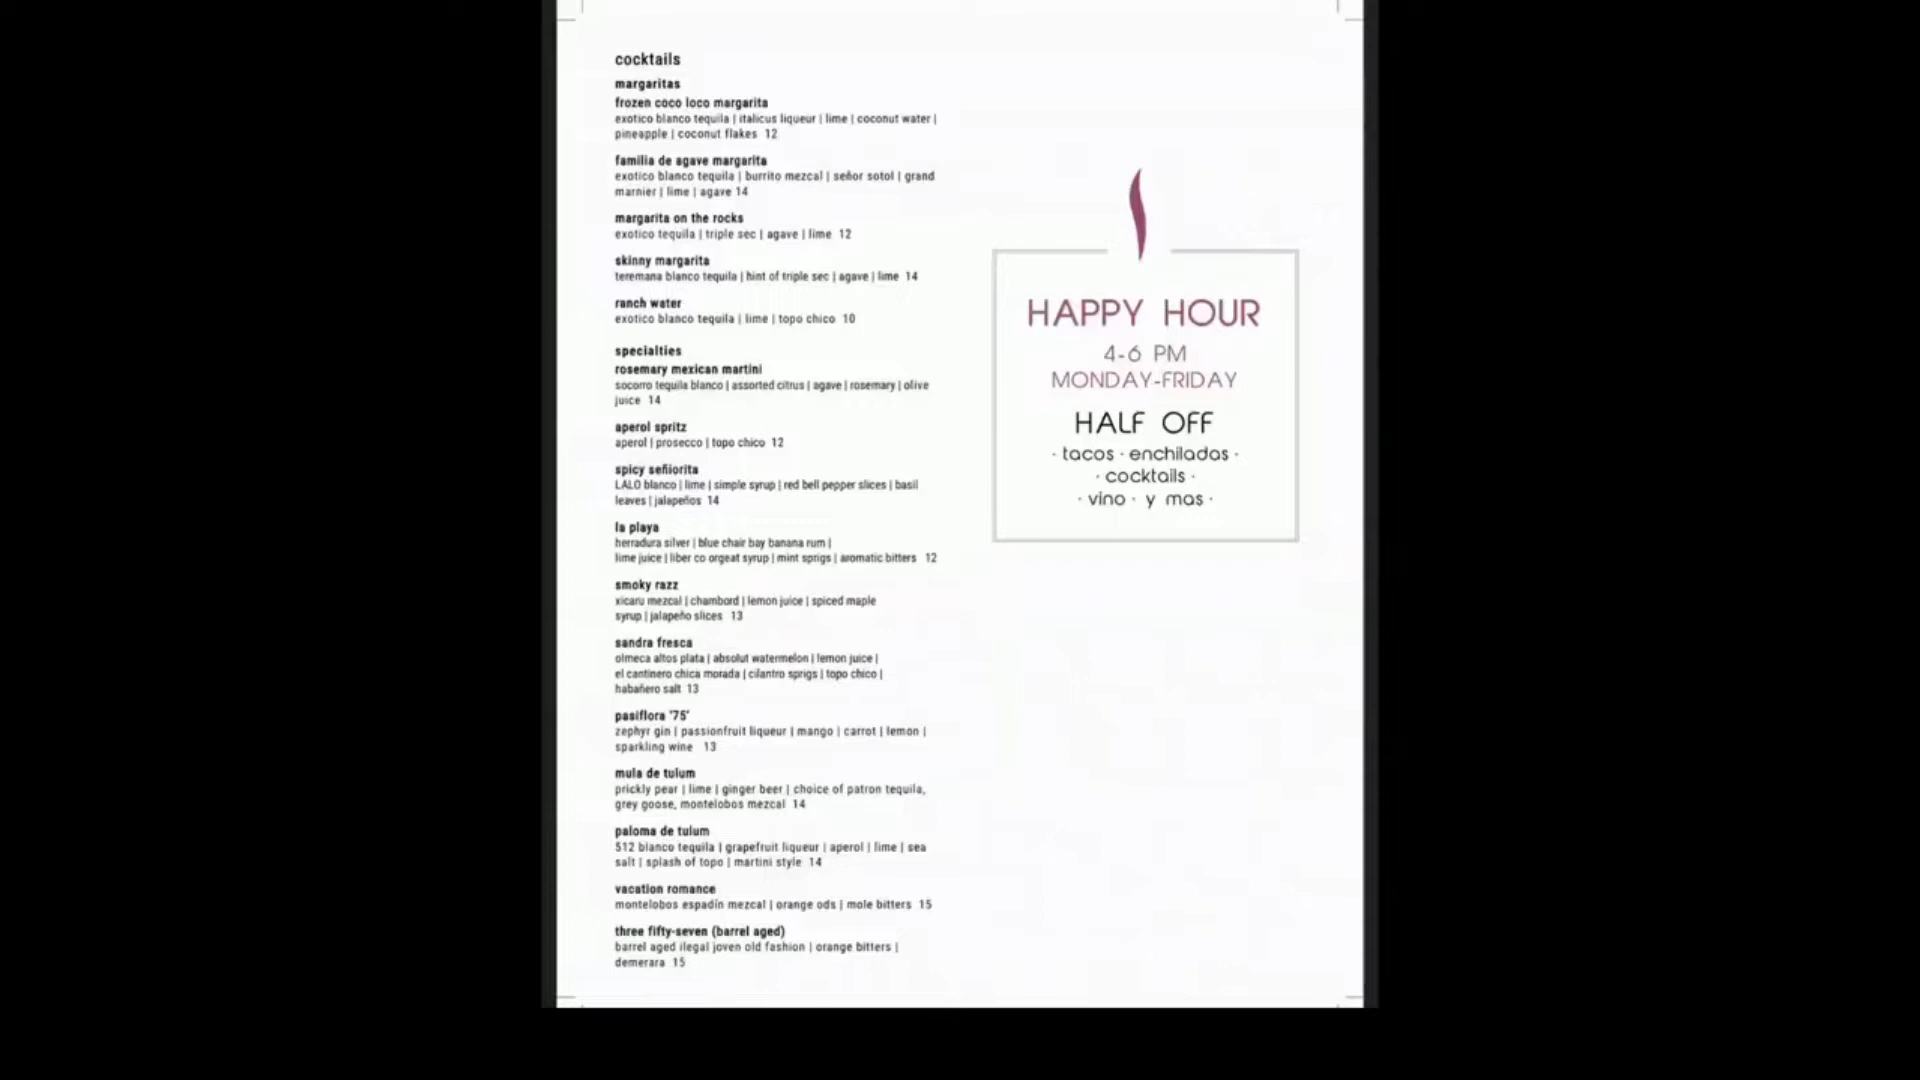 cocktails
margaritas
frozen coco loco margarita
exotico blanco tequila | italicus liqueur | lime | coconut water |
pineapple | coconut flakes 12
familia de agave margarita
exotico blanco tequila | burrito mezcal | señor sotol | grand
marnier | lime | agave 14
margarita on the rocks
exotico tequila | triple sec | agave | lime 12
skinny margarita
teremana blanco tequila | hint of triple sec | agave | lime 14
ranch water
exotico blanco tequila | lime | topo chico 10
specialties
rosemary mexican martini
socorro tequila blanco | assorted citrus | agave | rosemary | olive
juice 14
aperol spritz
aperol | prosecco | topo chico 12
spicy señiorita
LALO blanco | lime | simple syrup | red bell pepper slices | basil
leaves | jalapeños 14
la playa
herradura silver | blue chair bay banana rum |
lime juice | liber co orgeat syrup | mint sprigs | aromatic bitters 12
smoky razz
xicaru mezcal | chambord | lemon juice | spiced maple
syrup | jalapeño slices 13
sandra fresca
olmeca altos plata | absolut watermelon | lemon juice |
el cantinero chica morada | cilantro sprigs | topo chico |
habañero salt 13
pasiflora '75'
zephyr gin | passionfruit liqueur | mango | carrot | lemon |
sparkling wine 13
mula de tulum
prickly pear | lime | ginger beer | choice of patron tequila,
grey goose, montelobos mezcal 14
paloma de tulum
512 blanco tequila | grapefruit liqueur | aperol | lime | sea
salt | splash of topo | martini style 14
vacation romance
montelobos espadín mezcal | orange ods | mole bitters 15
three fifty-seven (barrel aged)
barrel aged ilegal joven old fashion | orange bitters |
demerara 15
HAPPY HOUR
4-6 PM
MONDAY-FRIDAY
HALF OFF
· tacos · enchiladas ·
· cocktails ·
· vino · y mas ·